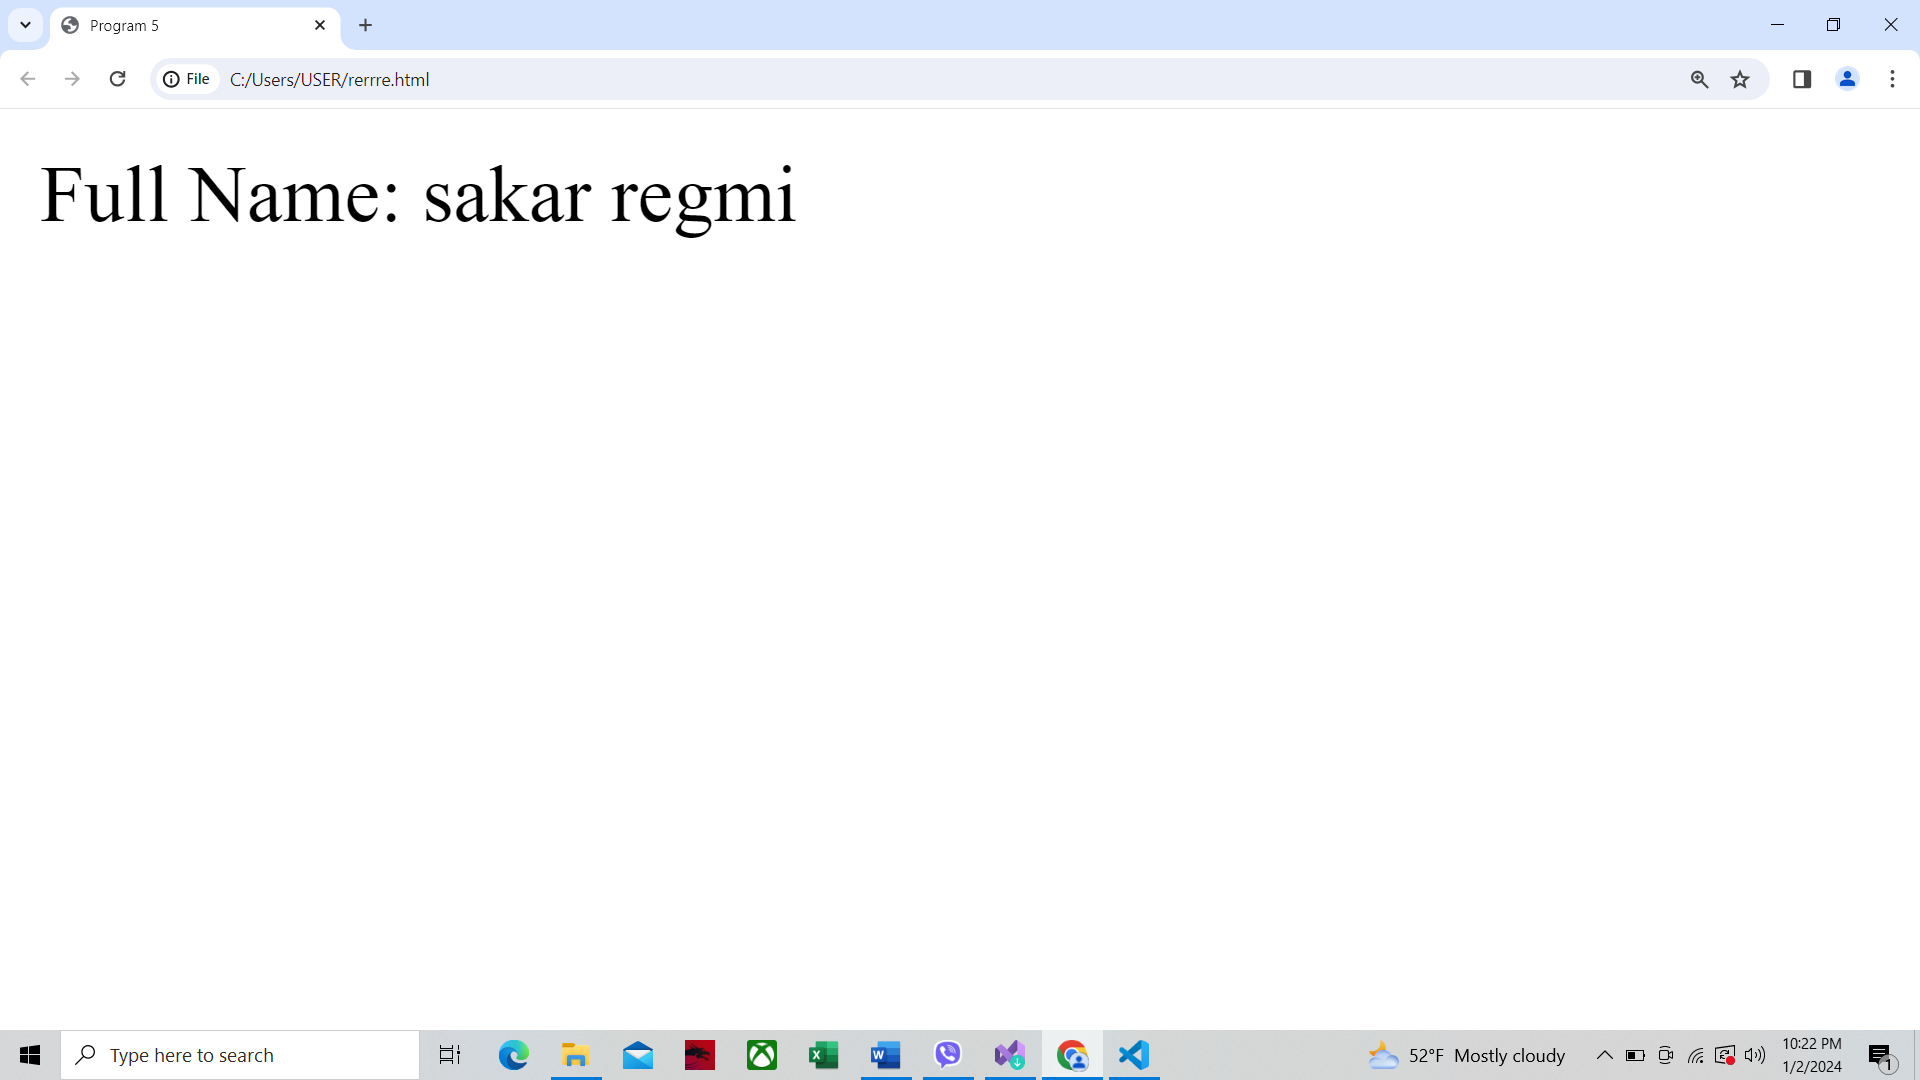 Program 5
File C:/Users/USER/rerrre.html
Full Name: sakar regmi
Type here to search
52°F Mostly cloudy
10:22 PM
1/2/2024
1